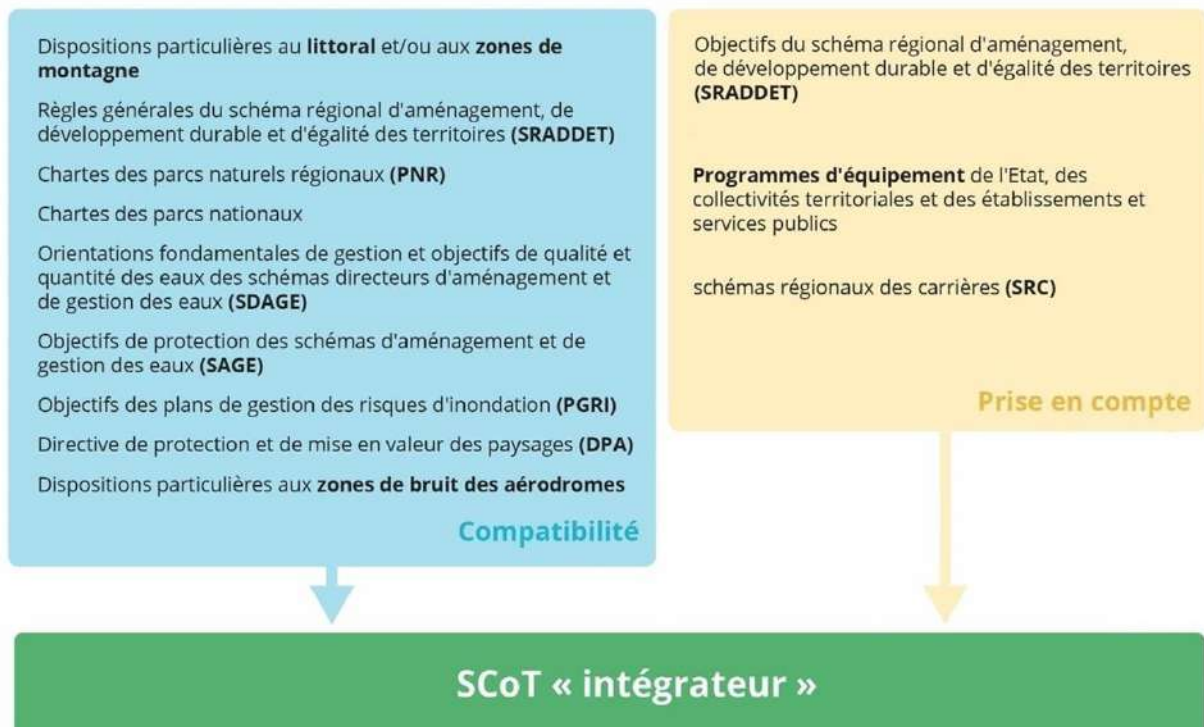 Dispositions particulières au littoral et/ou aux zones de
montagne
Règles générales du schéma régional d'aménagement, de
développement durable et d'égalité des territoires (SRADDET)
Chartes des parcs naturels régionaux (PNR)
Chartes des parcs nationaux
Orientations fondamentales de gestion et objectifs de qualité et
quantité des eaux des schémas directeurs d'aménagement et
de gestion des eaux (SDAGE)
Objectifs de protection des schémas d'aménagement et de
gestion des eaux (SAGE)
Objectifs des plans de gestion des risques d'inondation (PGRI)
Directive de protection et de mise en valeur des paysages (DPA)
Dispositions particulières aux zones de bruit des aérodromes
Compatibilité
Objectifs du schéma régional d'aménagement,
de développement durable et d'égalité des territoires
(SRADDET)
Programmes d'équipement de l'Etat, des
collectivités territoriales et des établissements et
services publics
schémas régionaux des carrières (SRC)
Prise en compte
SCoT « intégrateur »